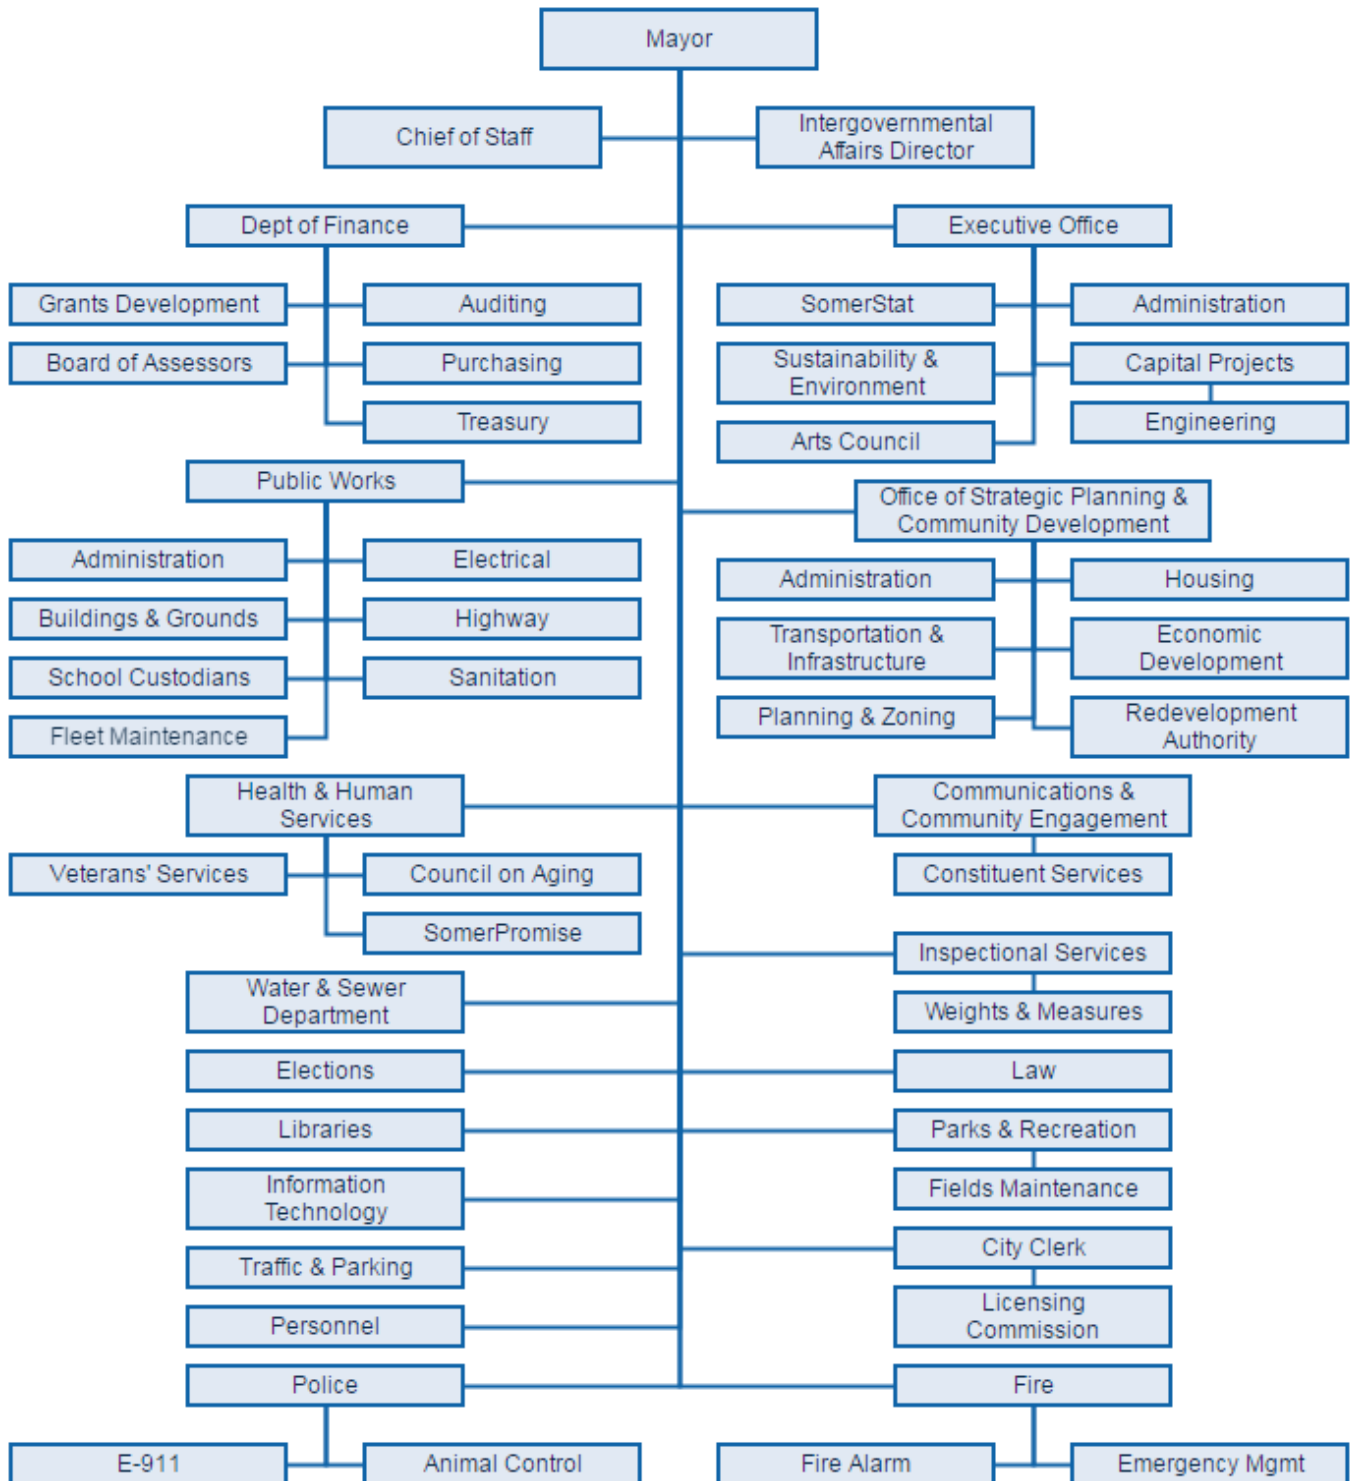 Mayor
Chief of Staff
Intergovernmental
Affairs Director
Dept of Finance
Executive Office
Grants Development
Auditing
SomerStat
Administration
Board of Assessors
Purchasing
Sustainability &
Environment
Capital Projects
Treasury
Arts Council
Engineering
Public Works
Office of Strategic Planning &
Community Development
Administration
Electrical
Administration
Housing
Buildings & Grounds
Highway
Transportation &
Infrastructure
Economic
Development
School Custodians
Sanitation
Planning & Zoning
Redevelopment
Authority
Fleet Maintenance
Health & Human
Services
Communications &
Community Engagement
Veterans' Services
Council on Aging
Constituent Services
SomerPromise
Inspectional Services
Water & Sewer
Department
Weights & Measures
Elections
Law
Libraries
Parks & Recreation
Information
Technology
Fields Maintenance
Traffic & Parking
City Clerk
Personnel
Licensing
Commission
Police
Fire
E-911
Animal Control
Fire Alarm
Emergency Mgmt